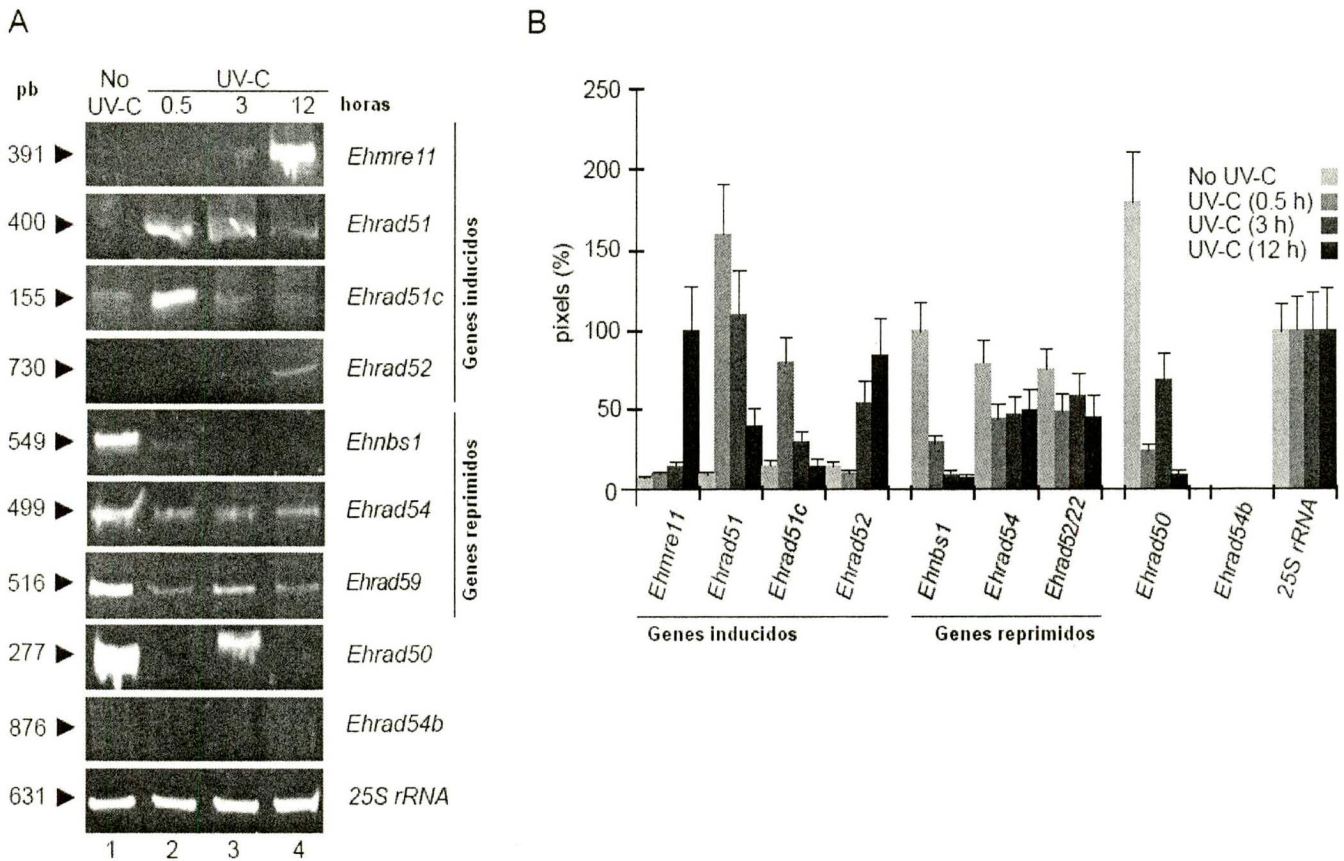 A
pb
No UV-C
UV-C
0.5 3 12 horas
391 Ehmre11
400 Ehrad51
155 Ehrad51c
730 Ehrad52
Genes inducidos
549 Ehnbs1
499 Ehrad54
516 Ehrad59
Genes reprimidos
277 Ehrad50
876 Ehrad54b
631 25S rRNA
1 2 3 4
B
pixels (%)
250
200
150
100
50
0
No UV-C
UV-C (0.5 h)
UV-C (3 h)
UV-C (12 h)
Ehmre11
Ehrad51
Ehrad51c
Ehrad52
Ehnbs1
Ehrad54
Ehrad52/22
Ehrad50
Ehrad54b
25S rRNA
Genes inducidos
Genes reprimidos